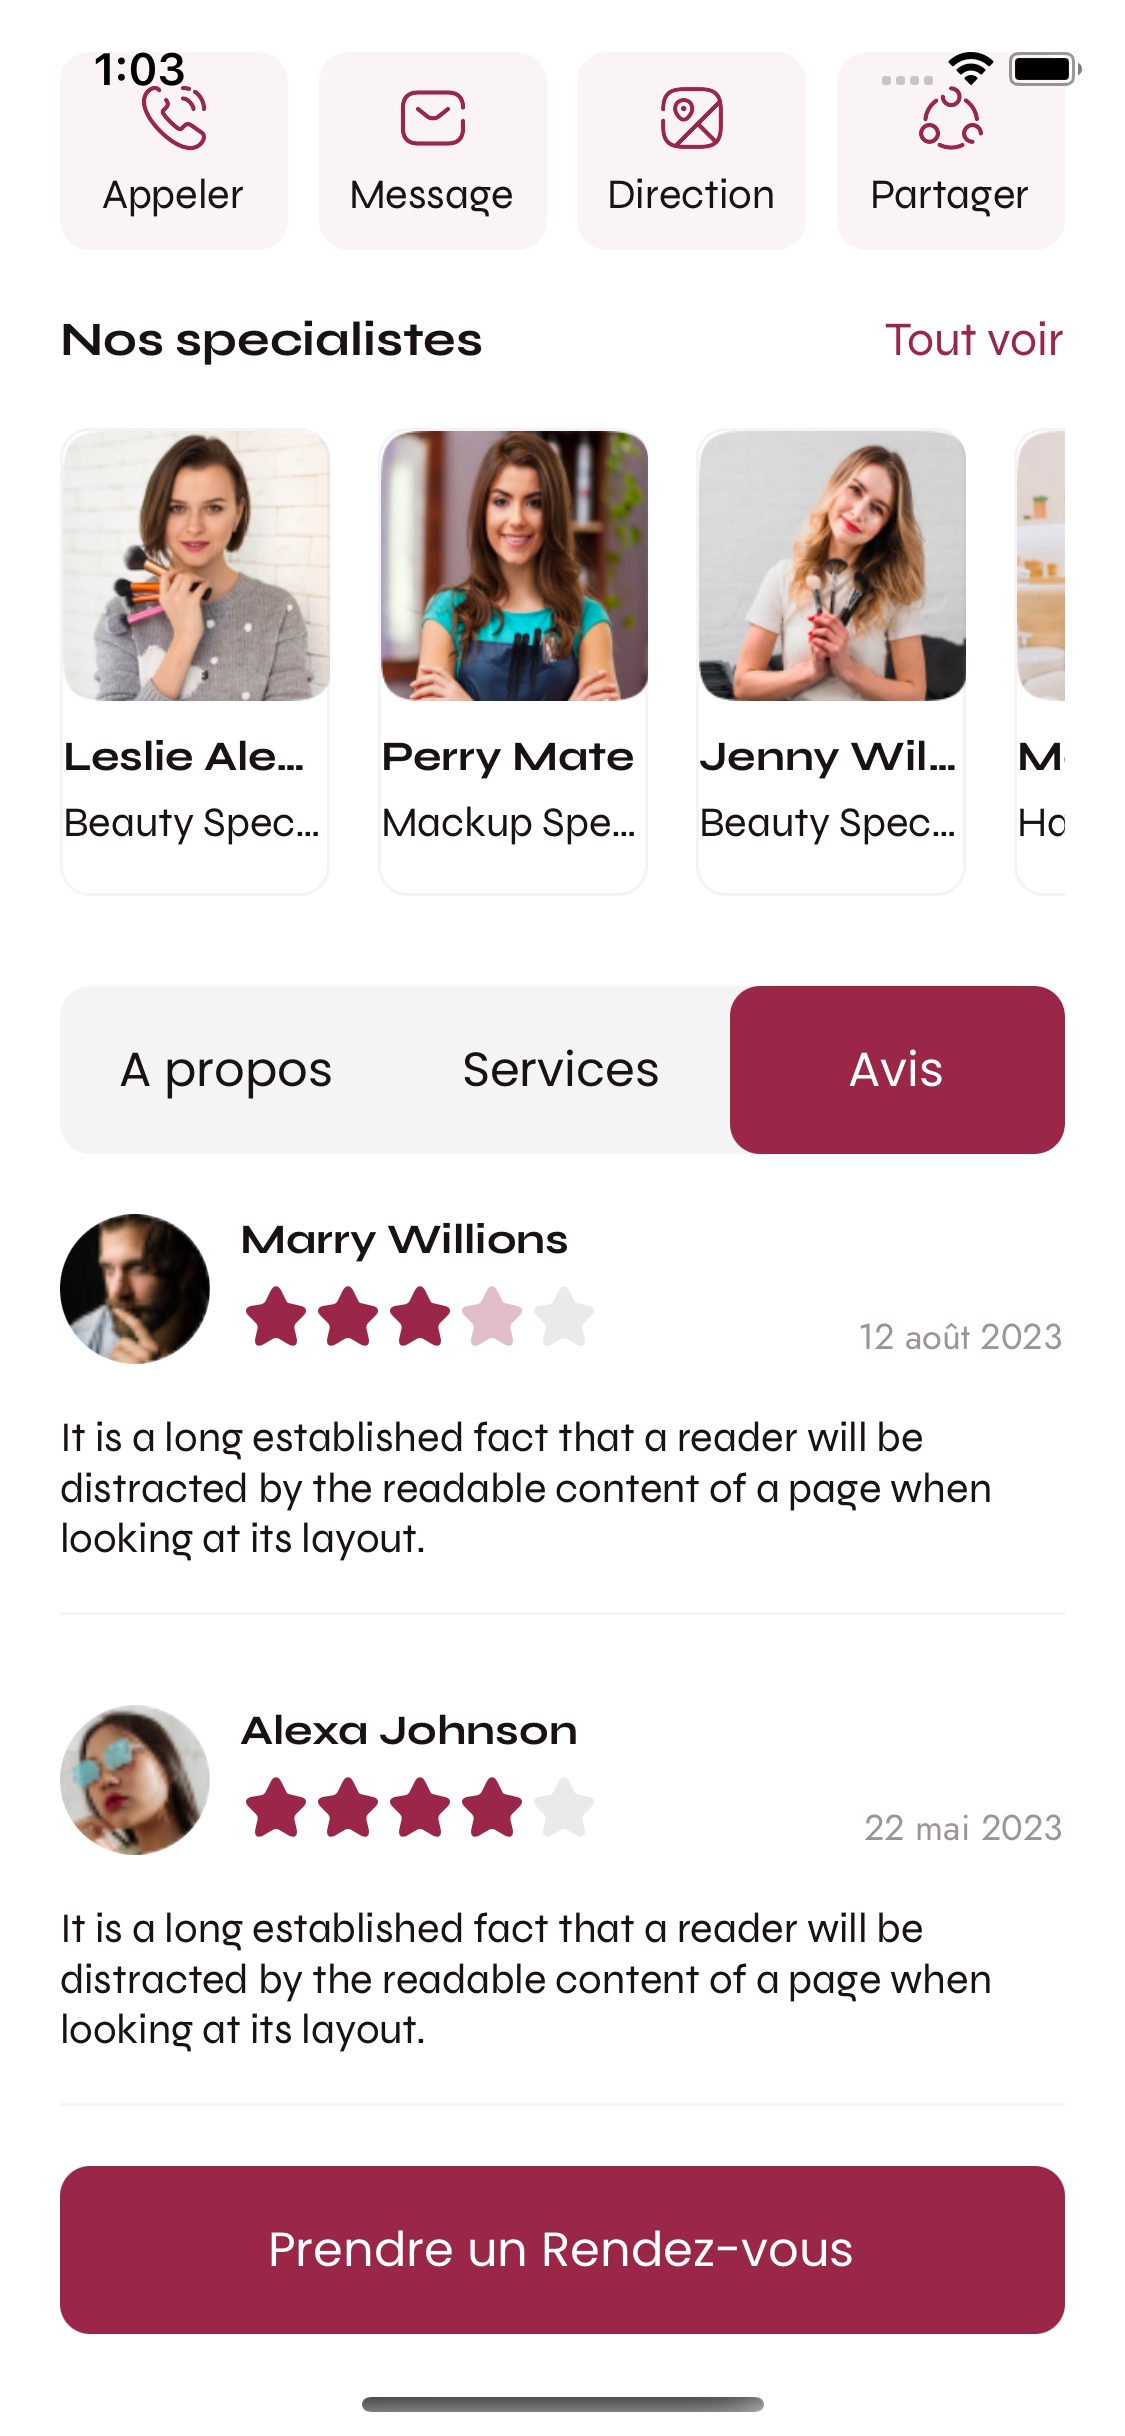 1:03
Appeler
Message
Direction
Partager
Nos specialistes
Tout voir
Leslie Ale...
Perry Mate
Jenny Wil...
Beauty Spec...
Mackup Spe...
Beauty Spec...
A propos
Services
Avis
Marry Willions
12 août 2023
It is a long established fact that a reader will be
distracted by the readable content of a page when
looking at its layout.
Alexa Johnson
22 mai 2023
It is a long established fact that a reader will be
distracted by the readable content of a page when
looking at its layout.
Prendre un Rendez-vous